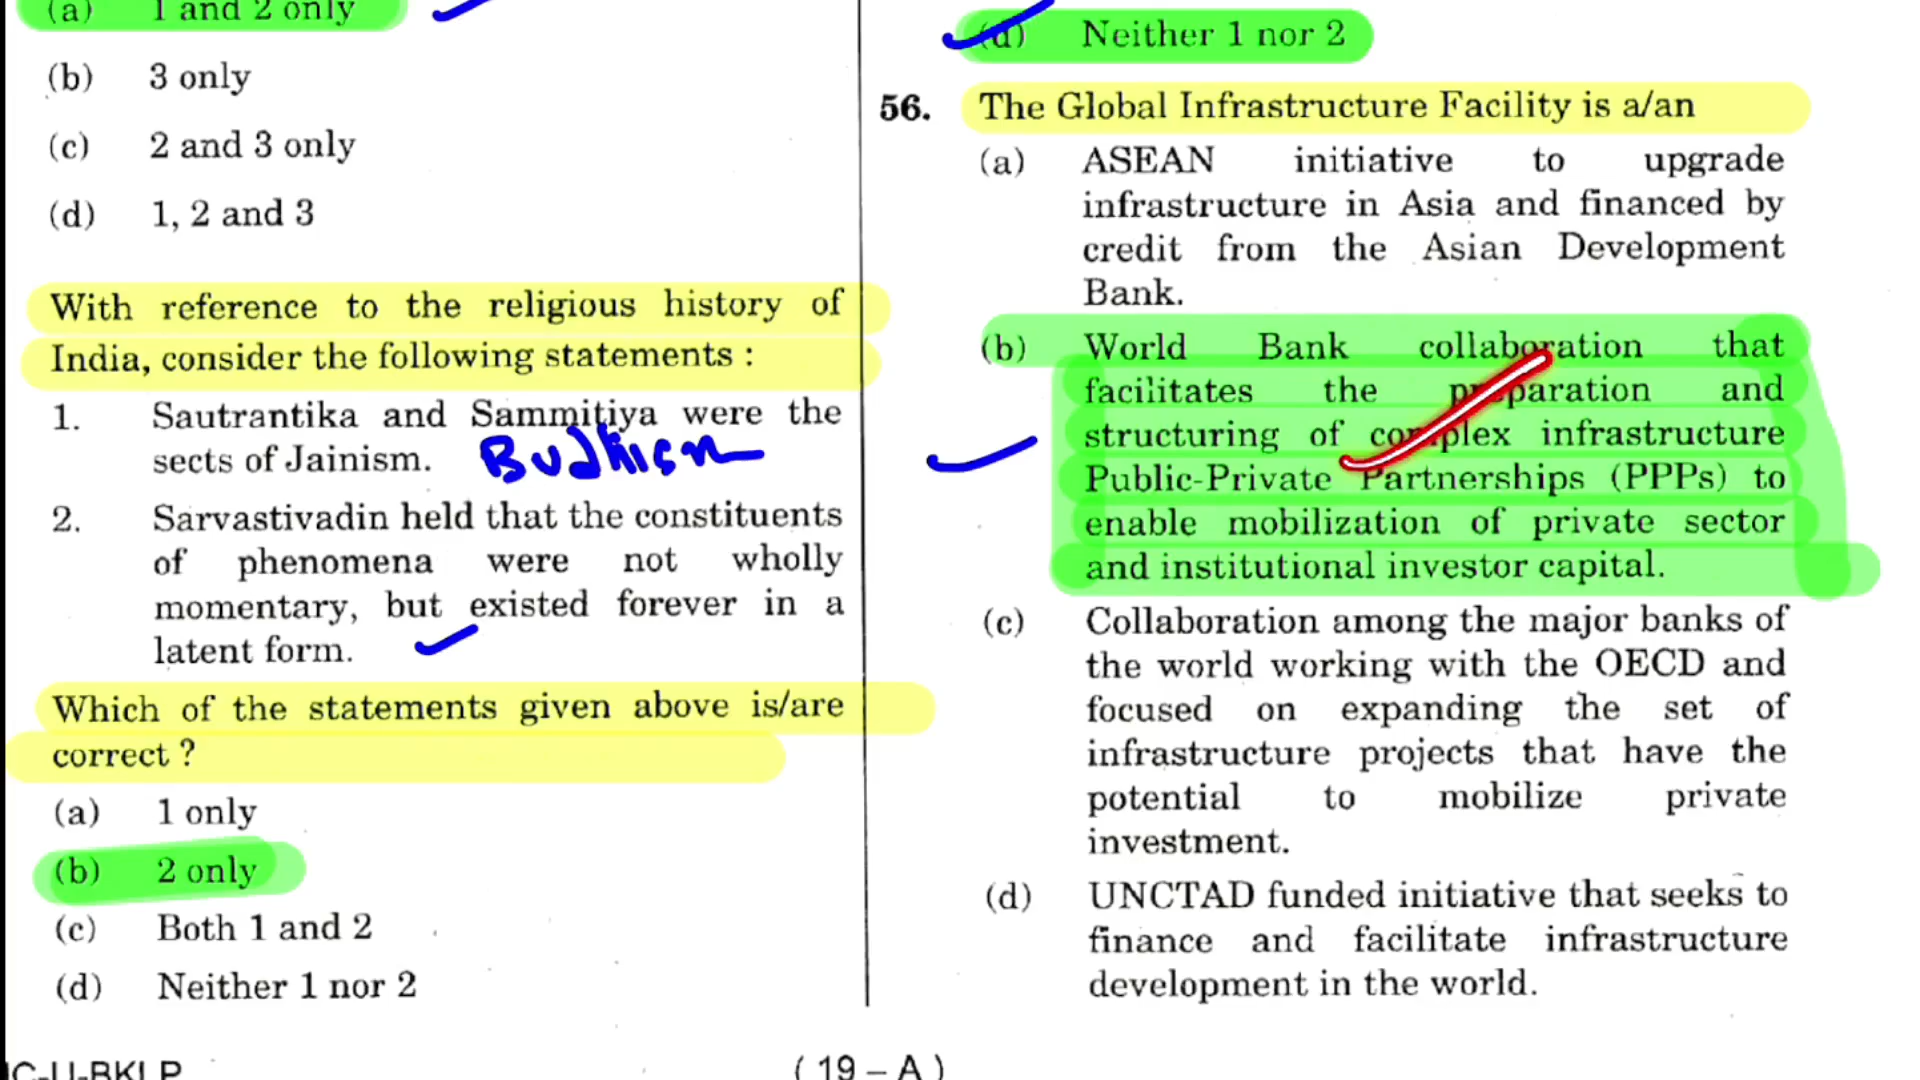 (a) 1 and 2 only
(b) 3 only
(c) 2 and 3 only
(d) 1, 2 and 3
With reference to the religious history of
India, consider the following statements :
1. Sautrantika and Sammitiya were the
sects of Jainism. Budhism
2. Sarvastivadin held that the constituents
of phenomena were not wholly
momentary, but existed forever in a
latent form.
Which of the statements given above is/are
correct ?
(a) 1 only
(b) 2 only
(c) Both 1 and 2
(d) Neither 1 nor 2
(d) Neither 1 nor 2
56. The Global Infrastructure Facility is a/an
(a) ASEAN initiative to upgrade
infrastructure in Asia and financed by
credit from the Asian Development
Bank.
(b) World Bank collaboration that
facilitates the preparation and
structuring of complex infrastructure
Public-Private Partnerships (PPPs) to
enable mobilization of private sector
and institutional investor capital.
(c) Collaboration among the major banks of
the world working with the OECD and
focused on expanding the set of
infrastructure projects that have the
potential to mobilize private
investment.
(d) UNCTAD funded initiative that seeks to
finance and facilitate infrastructure
development in the world.
( 19 – A )